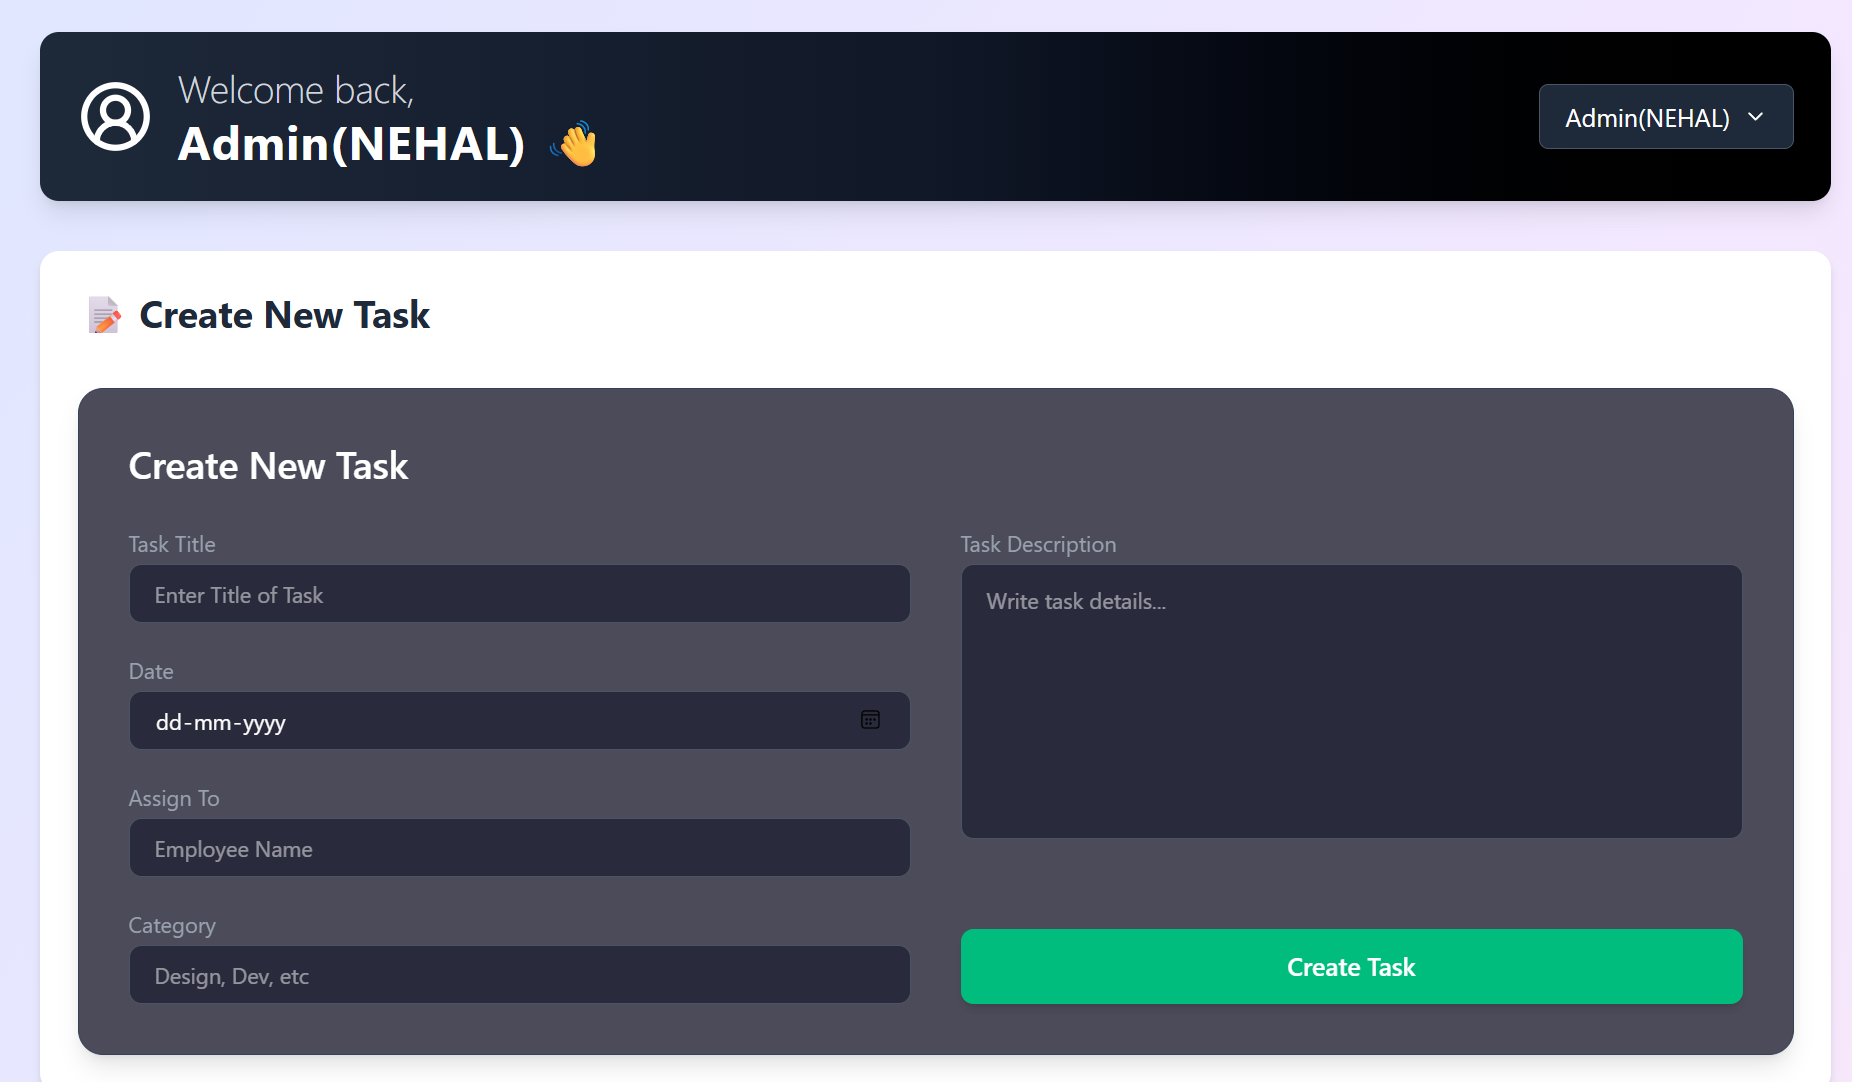 Welcome back,
Admin(NEHAL) 👋
Admin(NEHAL)
📝 Create New Task
Create New Task
Task Title
Enter Title of Task
Date
dd-mm-yyyy
Assign To
Employee Name
Category
Design, Dev, etc
Task Description
Write task details...
Create Task